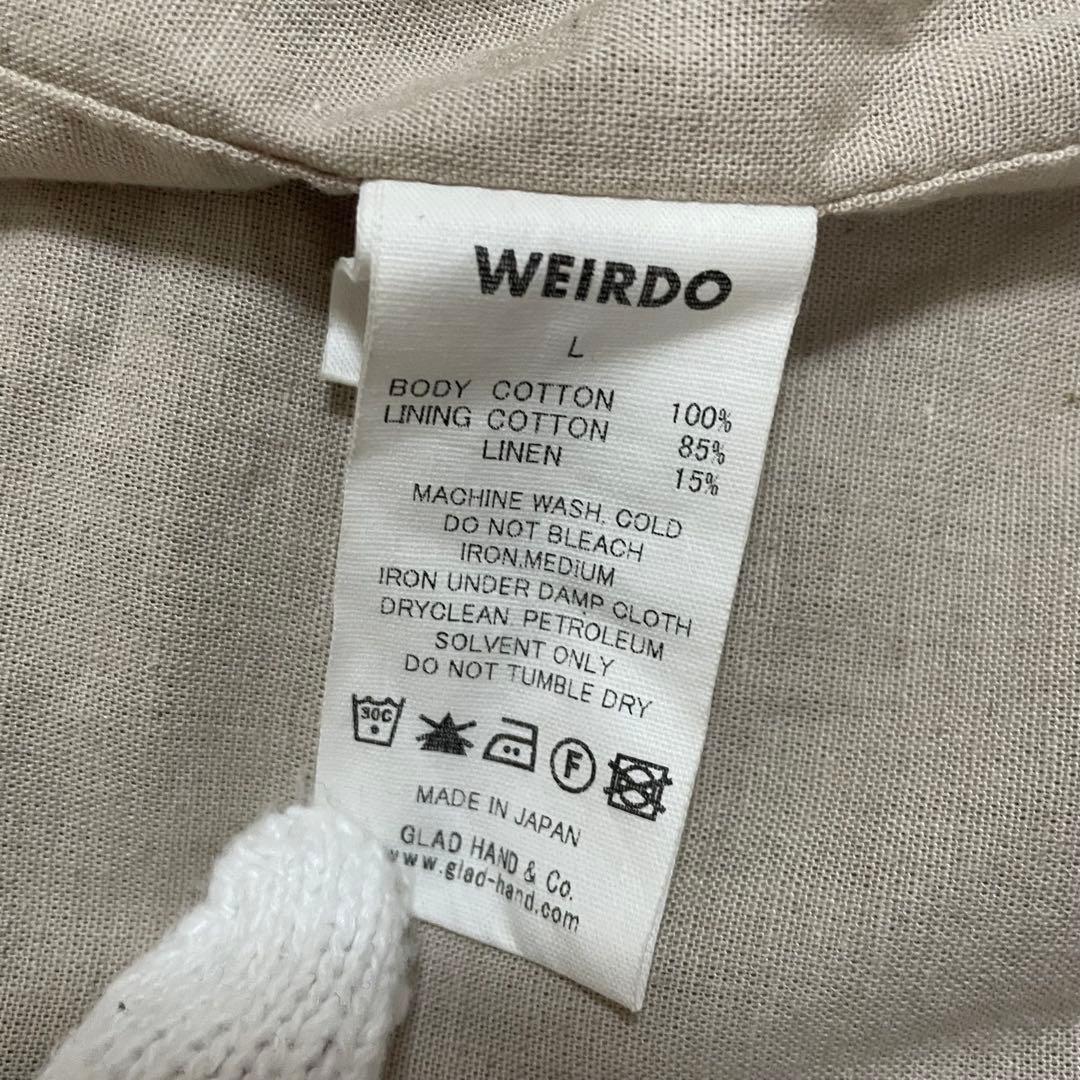 WEIRDO
L
BODY COTTON 100%
LINING COTTON 85%
LINEN 15%
MACHINE WASH, COLD
DO NOT BLEACH
IRON,MEDIUM
IRON UNDER DAMP CLOTH
DRYCLEAN PETROLEUM
SOLVENT ONLY
DO NOT TUMBLE DRY
30C
F
MADE IN JAPAN
GLAD HAND & Co.
www.glad-hand.com